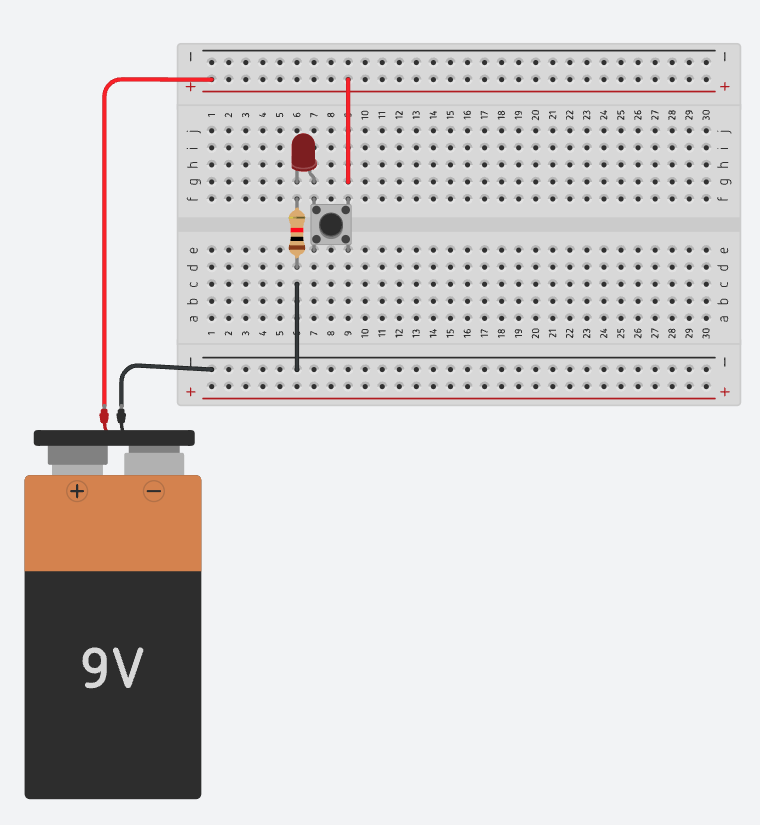 − −
+ +
1 2 3 4 5 6 7 8 9 10 11 12 13 14 15 16 17 18 19 20 21 22 23 24 25 26 27 28 29 30
j j
i i
h h
g g
f f
e e
d d
c c
b b
a a
1 2 3 4 5 6 7 8 9 10 11 12 13 14 15 16 17 18 19 20 21 22 23 24 25 26 27 28 29 30
− −
+ +
+ −
9V